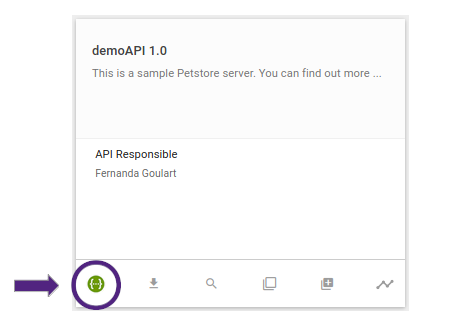 demoAPI 1.0
This is a sample Petstore server. You can find out more ...
API Responsible
Fernanda Goulart